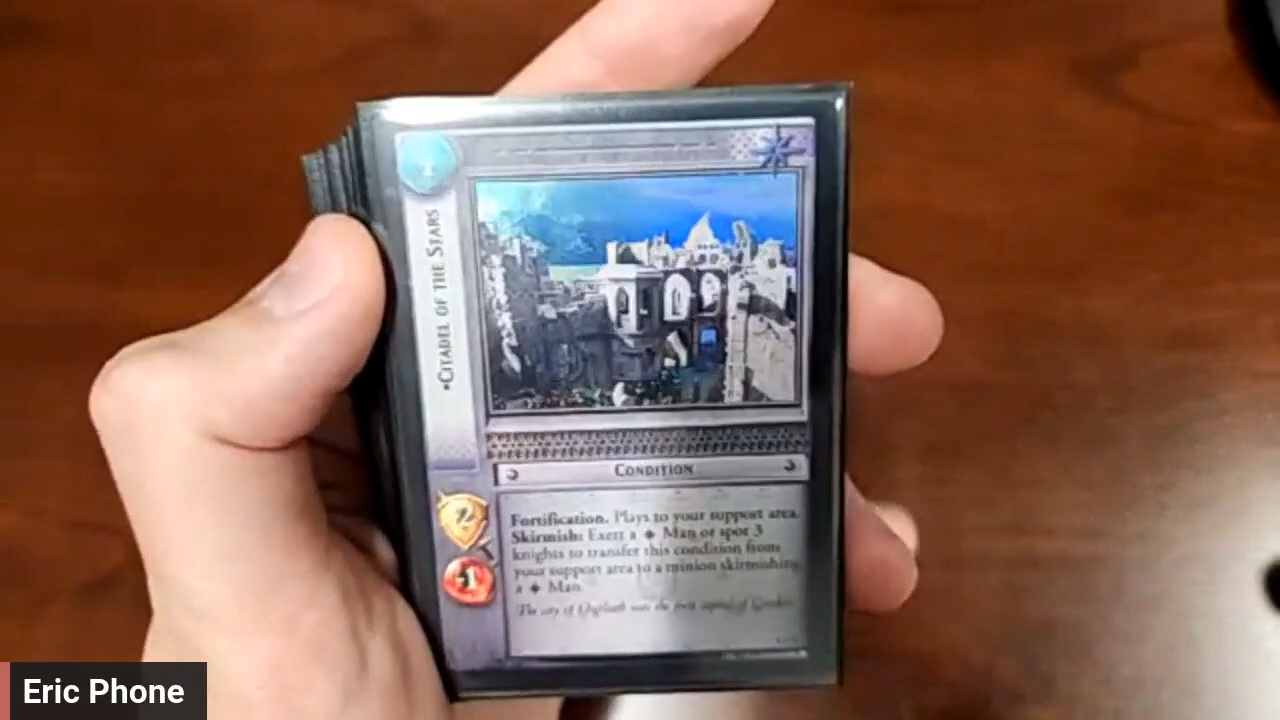 1
•CITADEL OF THE STARS
CONDITION
2
-1
Fortification. Plays to your support area.
Skirmish: Exert a Man or spot 3
knights to transfer this condition from
your support area to a minion skirmishing
a Man.
The city of Osgiliath was the first capital of Gondor.
Eric Phone